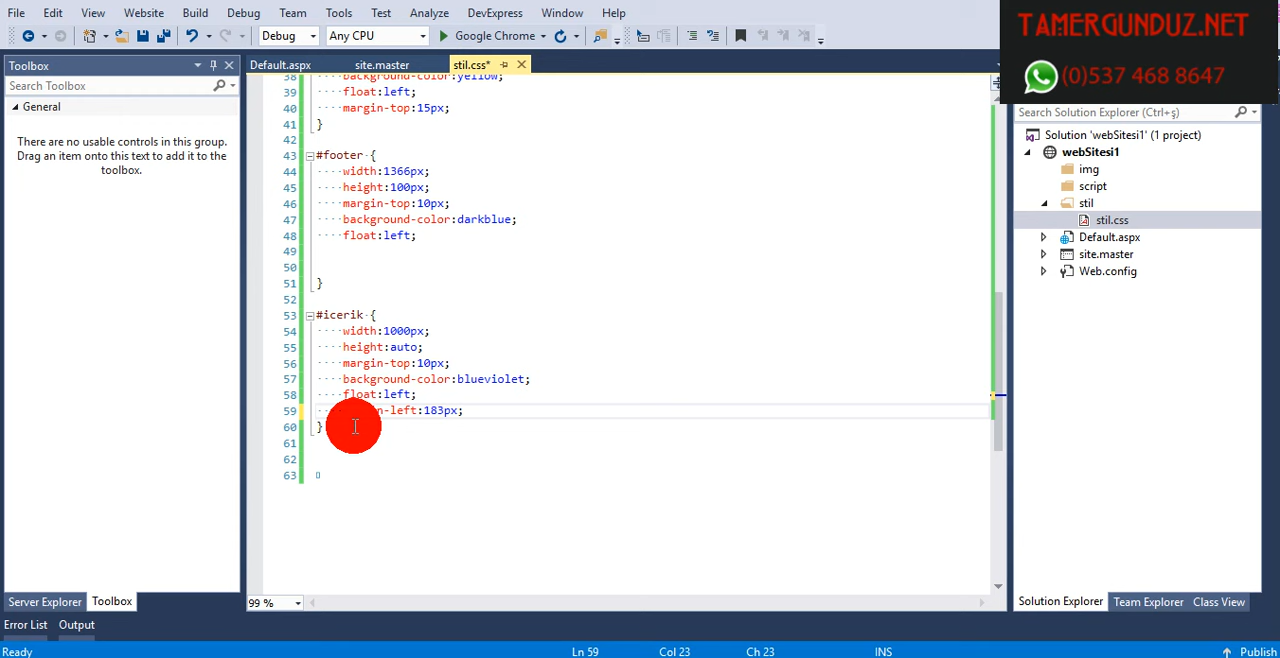 File Edit View Website Build Debug Team Tools Test Analyze DevExpress Window Help
TAMERGUNDUZ.NET
(0)537 468 8647
Debug Any CPU Google Chrome
Toolbox
Search Toolbox
General
There are no usable controls in this group.
Drag an item onto this text to add it to the
toolbox.
Server Explorer Toolbox
Error List Output
Default.aspx site.master stil.css*
38 background-color:yellow;
39 float:left;
40 margin-top:15px;
41 }
42
43 #footer {
44 width:1366px;
45 height:100px;
46 margin-top:10px;
47 background-color:darkblue;
48 float:left;
49
50
51 }
52
53 #icerik {
54 width:1000px;
55 height:auto;
56 margin-top:10px;
57 background-color:blueviolet;
58 float:left;
59 -left:183px;
60 }
61
62
63
99 %
Search Solution Explorer (Ctrl+ş)
Solution 'webSitesi1' (1 project)
webSitesi1
img
script
stil
stil.css
Default.aspx
site.master
Web.config
Solution Explorer Team Explorer Class View
Ready Ln 59 Col 23 Ch 23 INS Publish